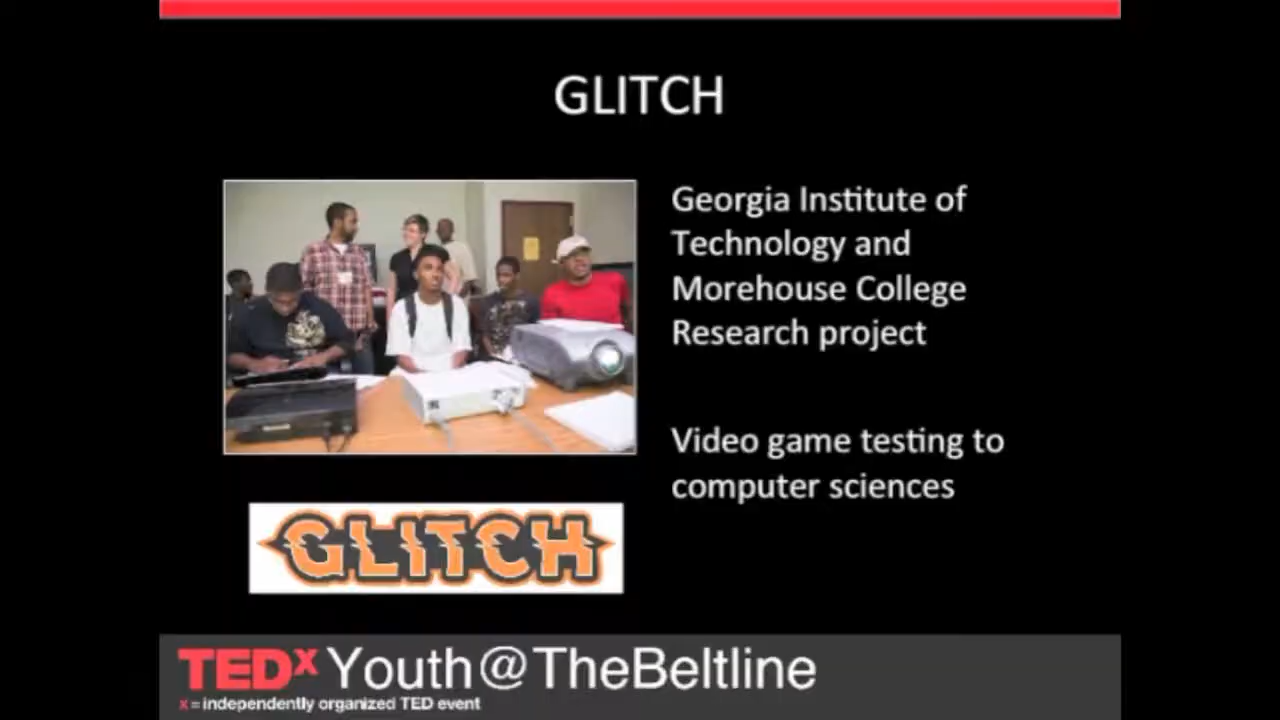 GLITCH
Georgia Institute of
Technology and
Morehouse College
Research project
Video game testing to
computer sciences
GLITCH
TEDx Youth@TheBeltline
x = independently organized TED event